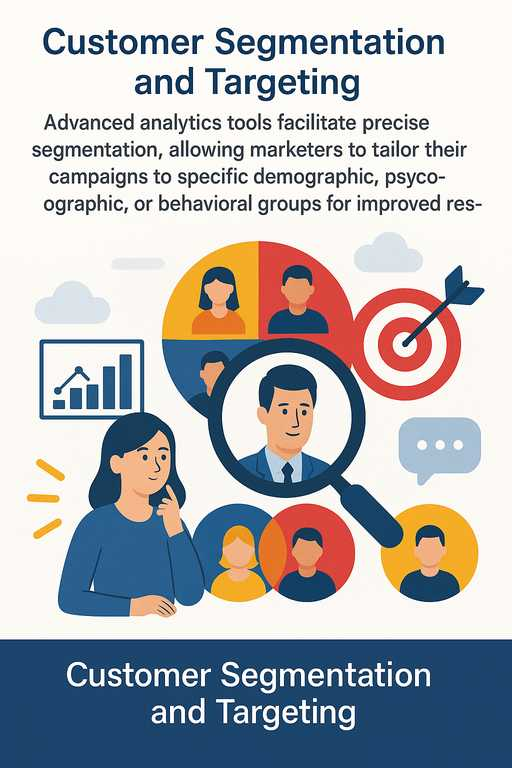 Customer Segmentation
and Targeting
Advanced analytics tools facilitate precise
segmentation, allowing marketers to tailor their
campaigns to specific demographic, psyco-
ographic, or behavioral groups for improved res-
Customer Segmentation
and Targeting